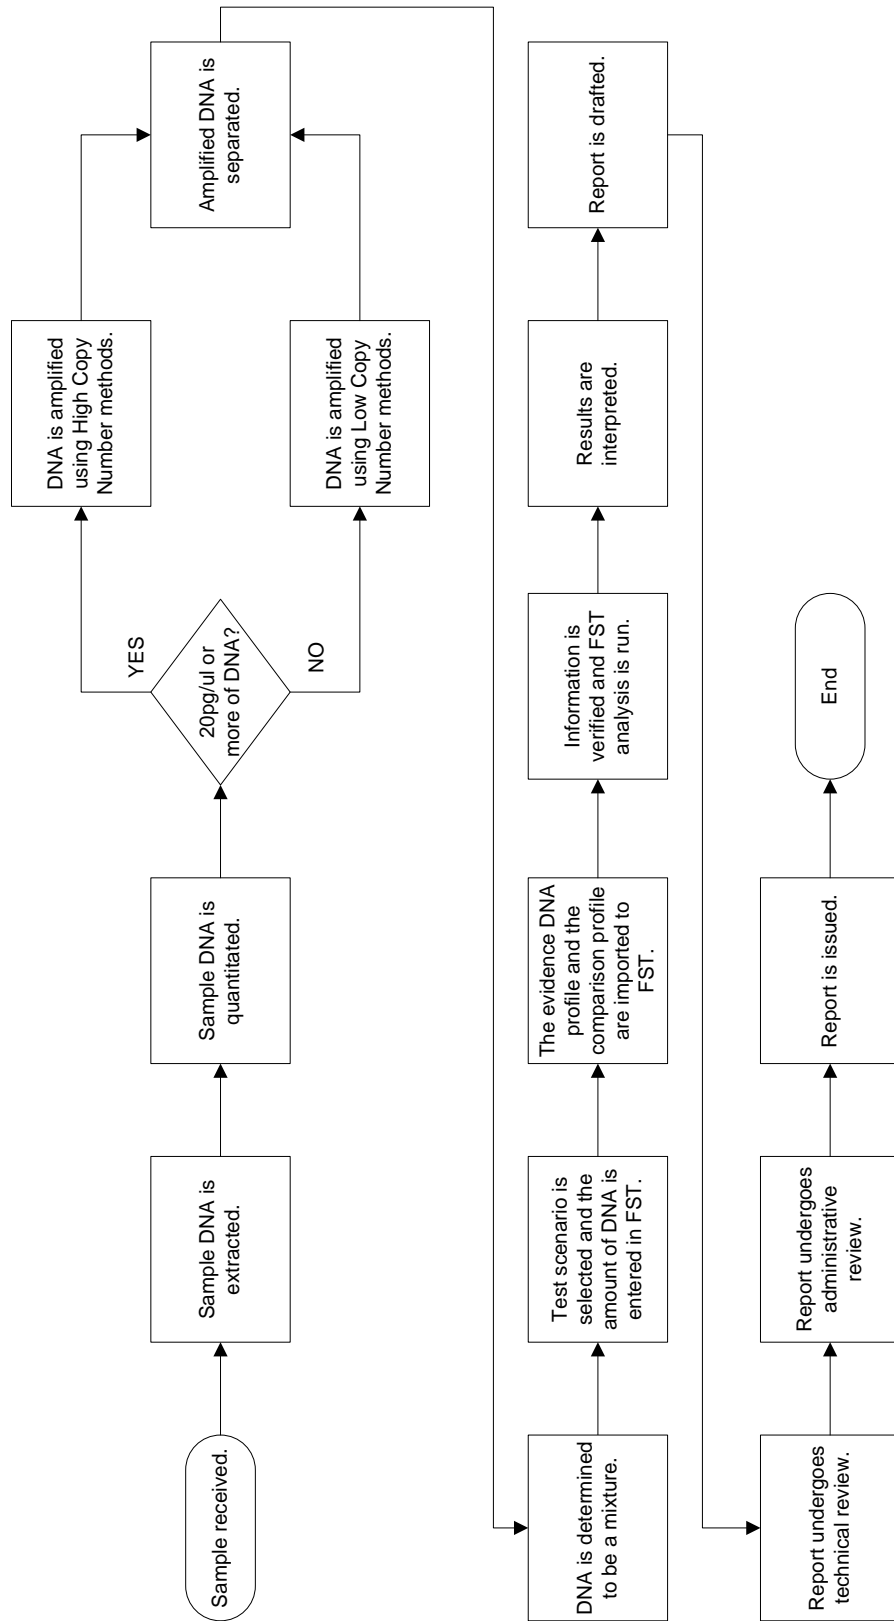 Sample received.
Sample DNA is
extracted.
Sample DNA is
quantitated.
20pg/ul or
more of DNA?
YES
NO
DNA is amplified
using High Copy
Number methods.
DNA is amplified
using Low Copy
Number methods.
Amplified DNA is
separated.
DNA is determined
to be a mixture.
Test scenario is
selected and the
amount of DNA is
entered in FST.
The evidence DNA
profile and the
comparison profile
are imported to
FST.
Information is
verified and FST
analysis is run.
Results are
interpreted.
Report is drafted.
Report undergoes
technical review.
Report undergoes
administrative
review.
Report is issued.
End